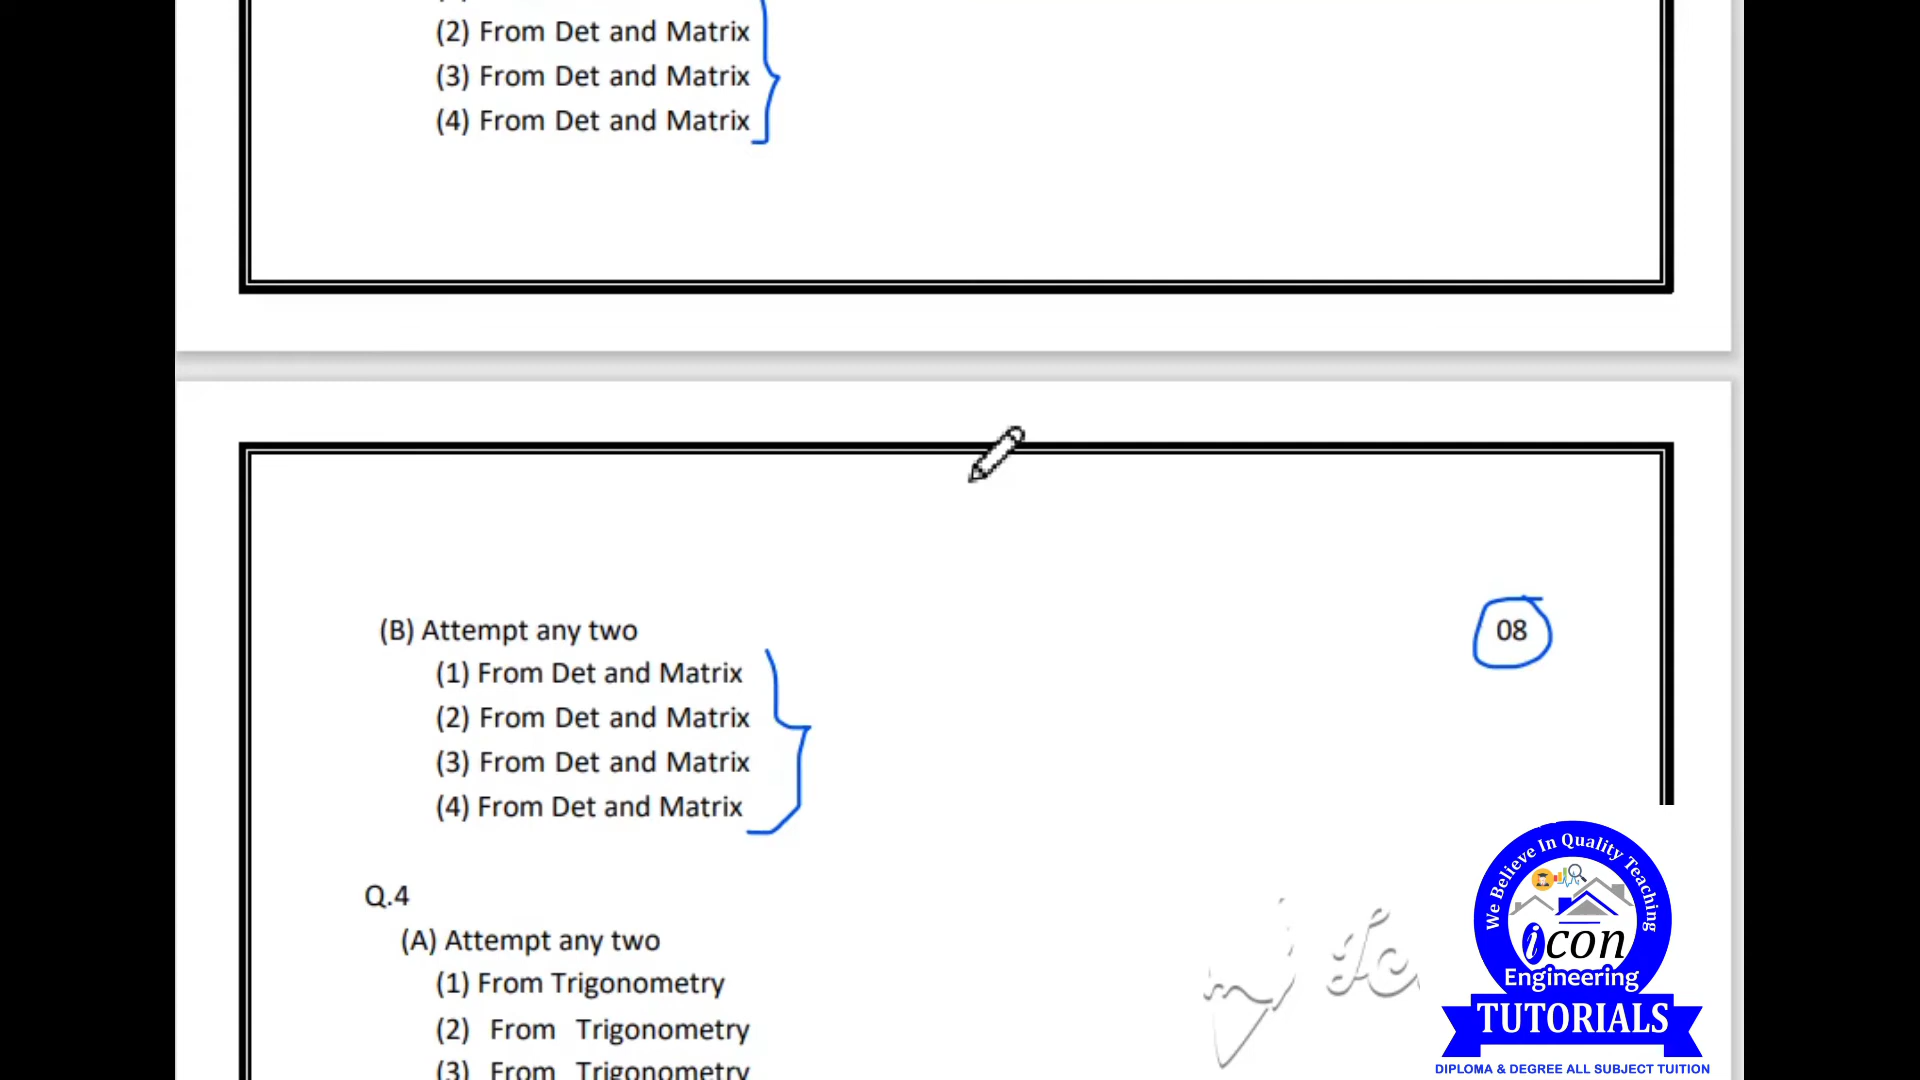 (2) From Det and Matrix
(3) From Det and Matrix
(4) From Det and Matrix
(B) Attempt any two
08
(1) From Det and Matrix
(2) From Det and Matrix
(3) From Det and Matrix
(4) From Det and Matrix
Q.4
(A) Attempt any two
(1) From Trigonometry
(2) From Trigonometry
(3) From Trigonometry
We Believe In Quality Teaching
icon
Engineering
TUTORIALS
DIPLOMA & DEGREE ALL SUBJECT TUITION